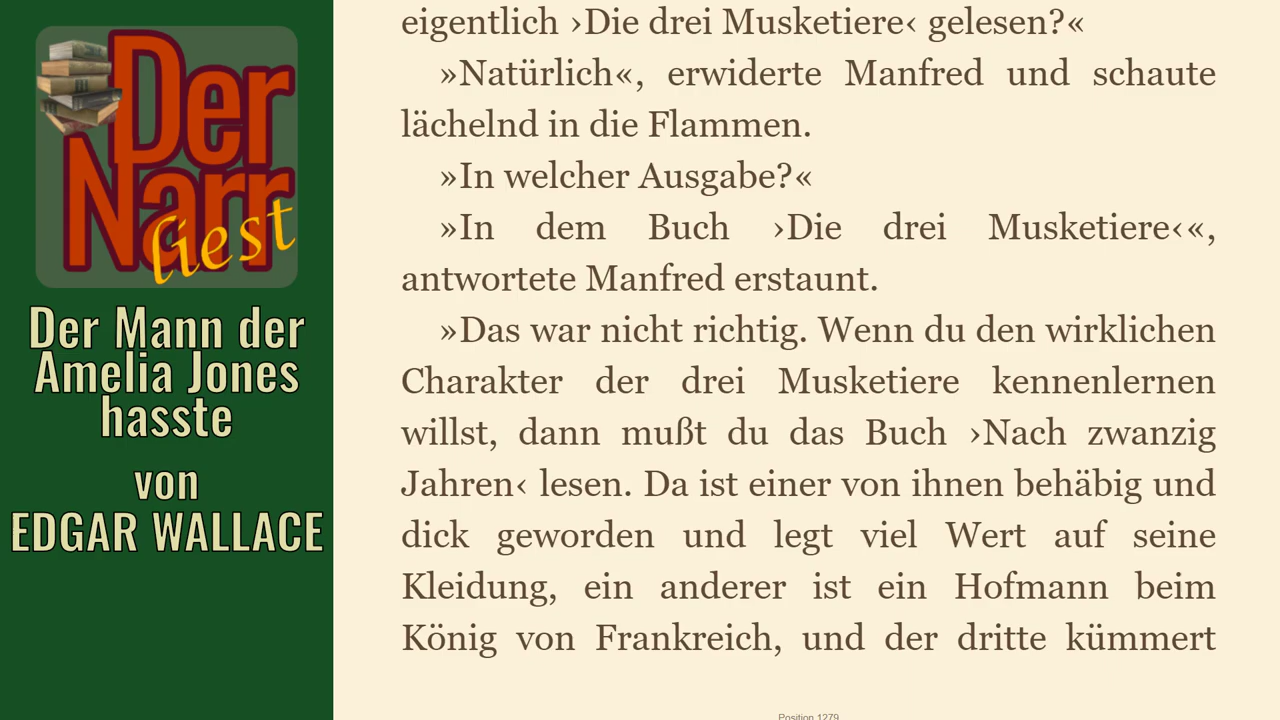 Der
Narr
liest
Der Mann der
Amelia Jones
hasste
von
EDGAR WALLACE
eigentlich ›Die drei Musketiere‹ gelesen?«
»Natürlich«, erwiderte Manfred und schaute
lächelnd in die Flammen.
»In welcher Ausgabe?«
»In dem Buch ›Die drei Musketiere‹«,
antwortete Manfred erstaunt.
»Das war nicht richtig. Wenn du den wirklichen
Charakter der drei Musketiere kennenlernen
willst, dann mußt du das Buch ›Nach zwanzig
Jahren‹ lesen. Da ist einer von ihnen behäbig und
dick geworden und legt viel Wert auf seine
Kleidung, ein anderer ist ein Hofmann beim
König von Frankreich, und der dritte kümmert
Position 1279